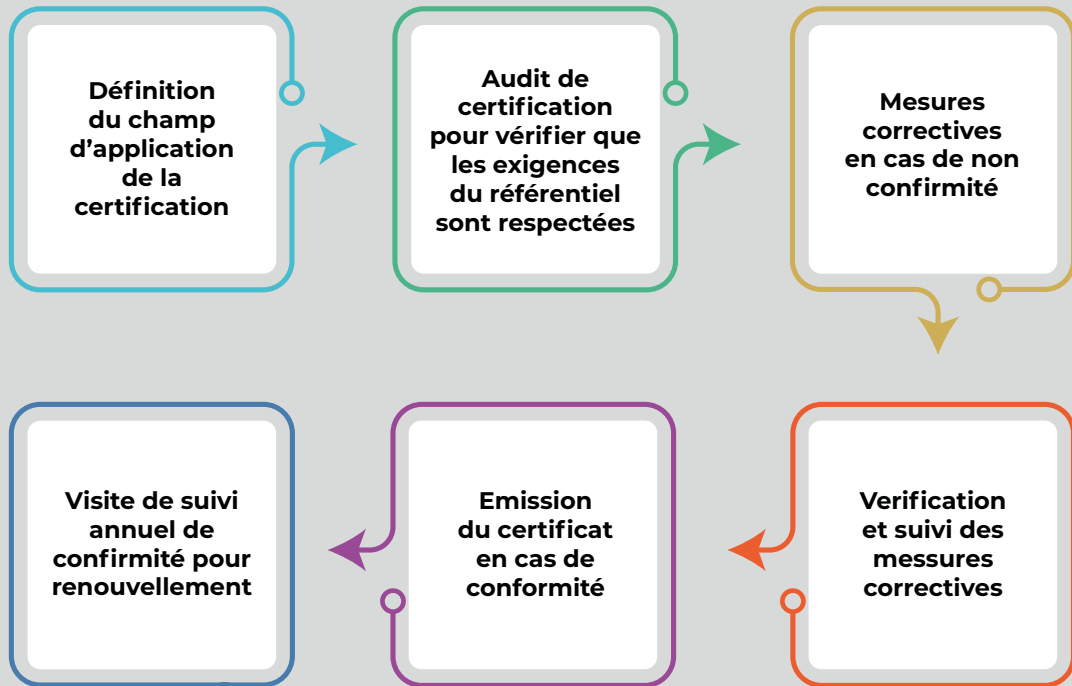 Définition
du champ
d’application
de la
certification
Audit de
certification
pour vérifier que
les exigences
du référentiel
sont respectées
Mesures
correctives
en cas de non
confirmité
Verification
et suivi des
messures
correctives
Emission
du certificat
en cas de
conformité
Visite de suivi
annuel de
confirmité pour
renouvellement